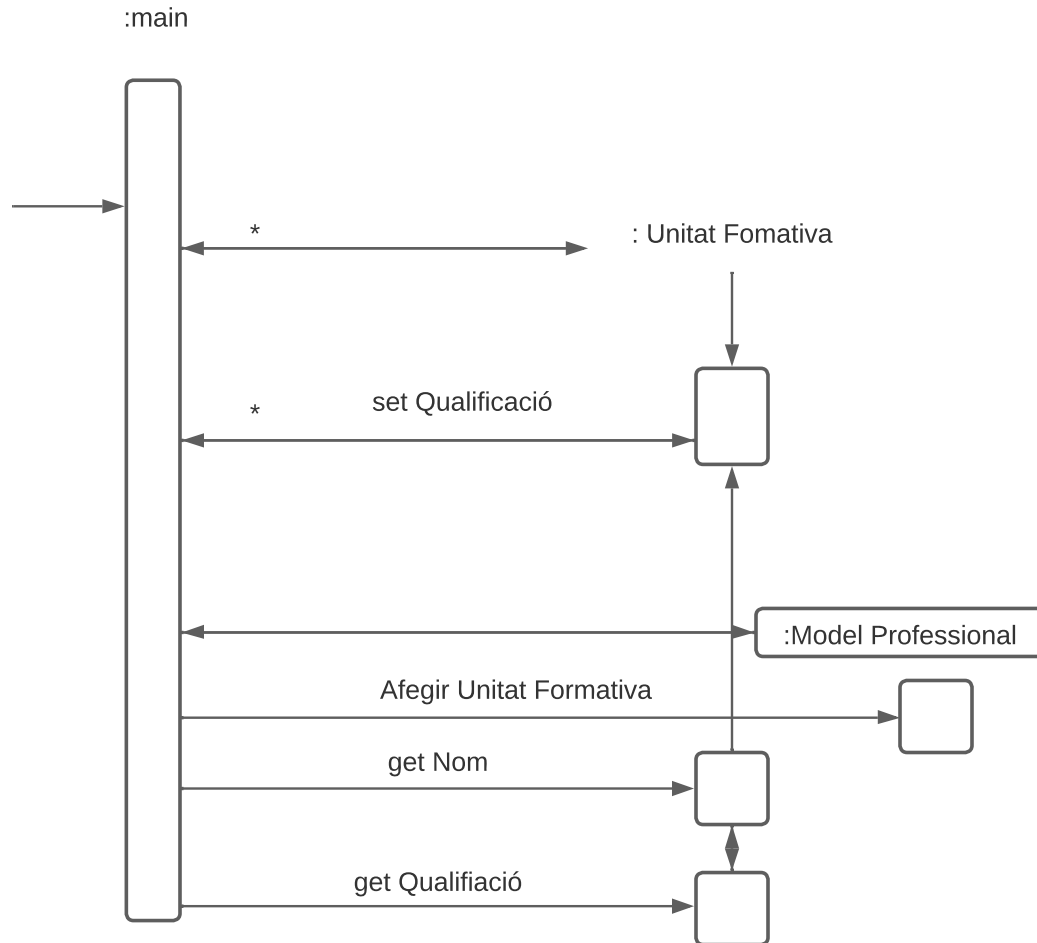 :main
*
: Unitat Fomativa
*
set Qualificació
:Model Professional
Afegir Unitat Formativa
get Nom
get Qualifiació